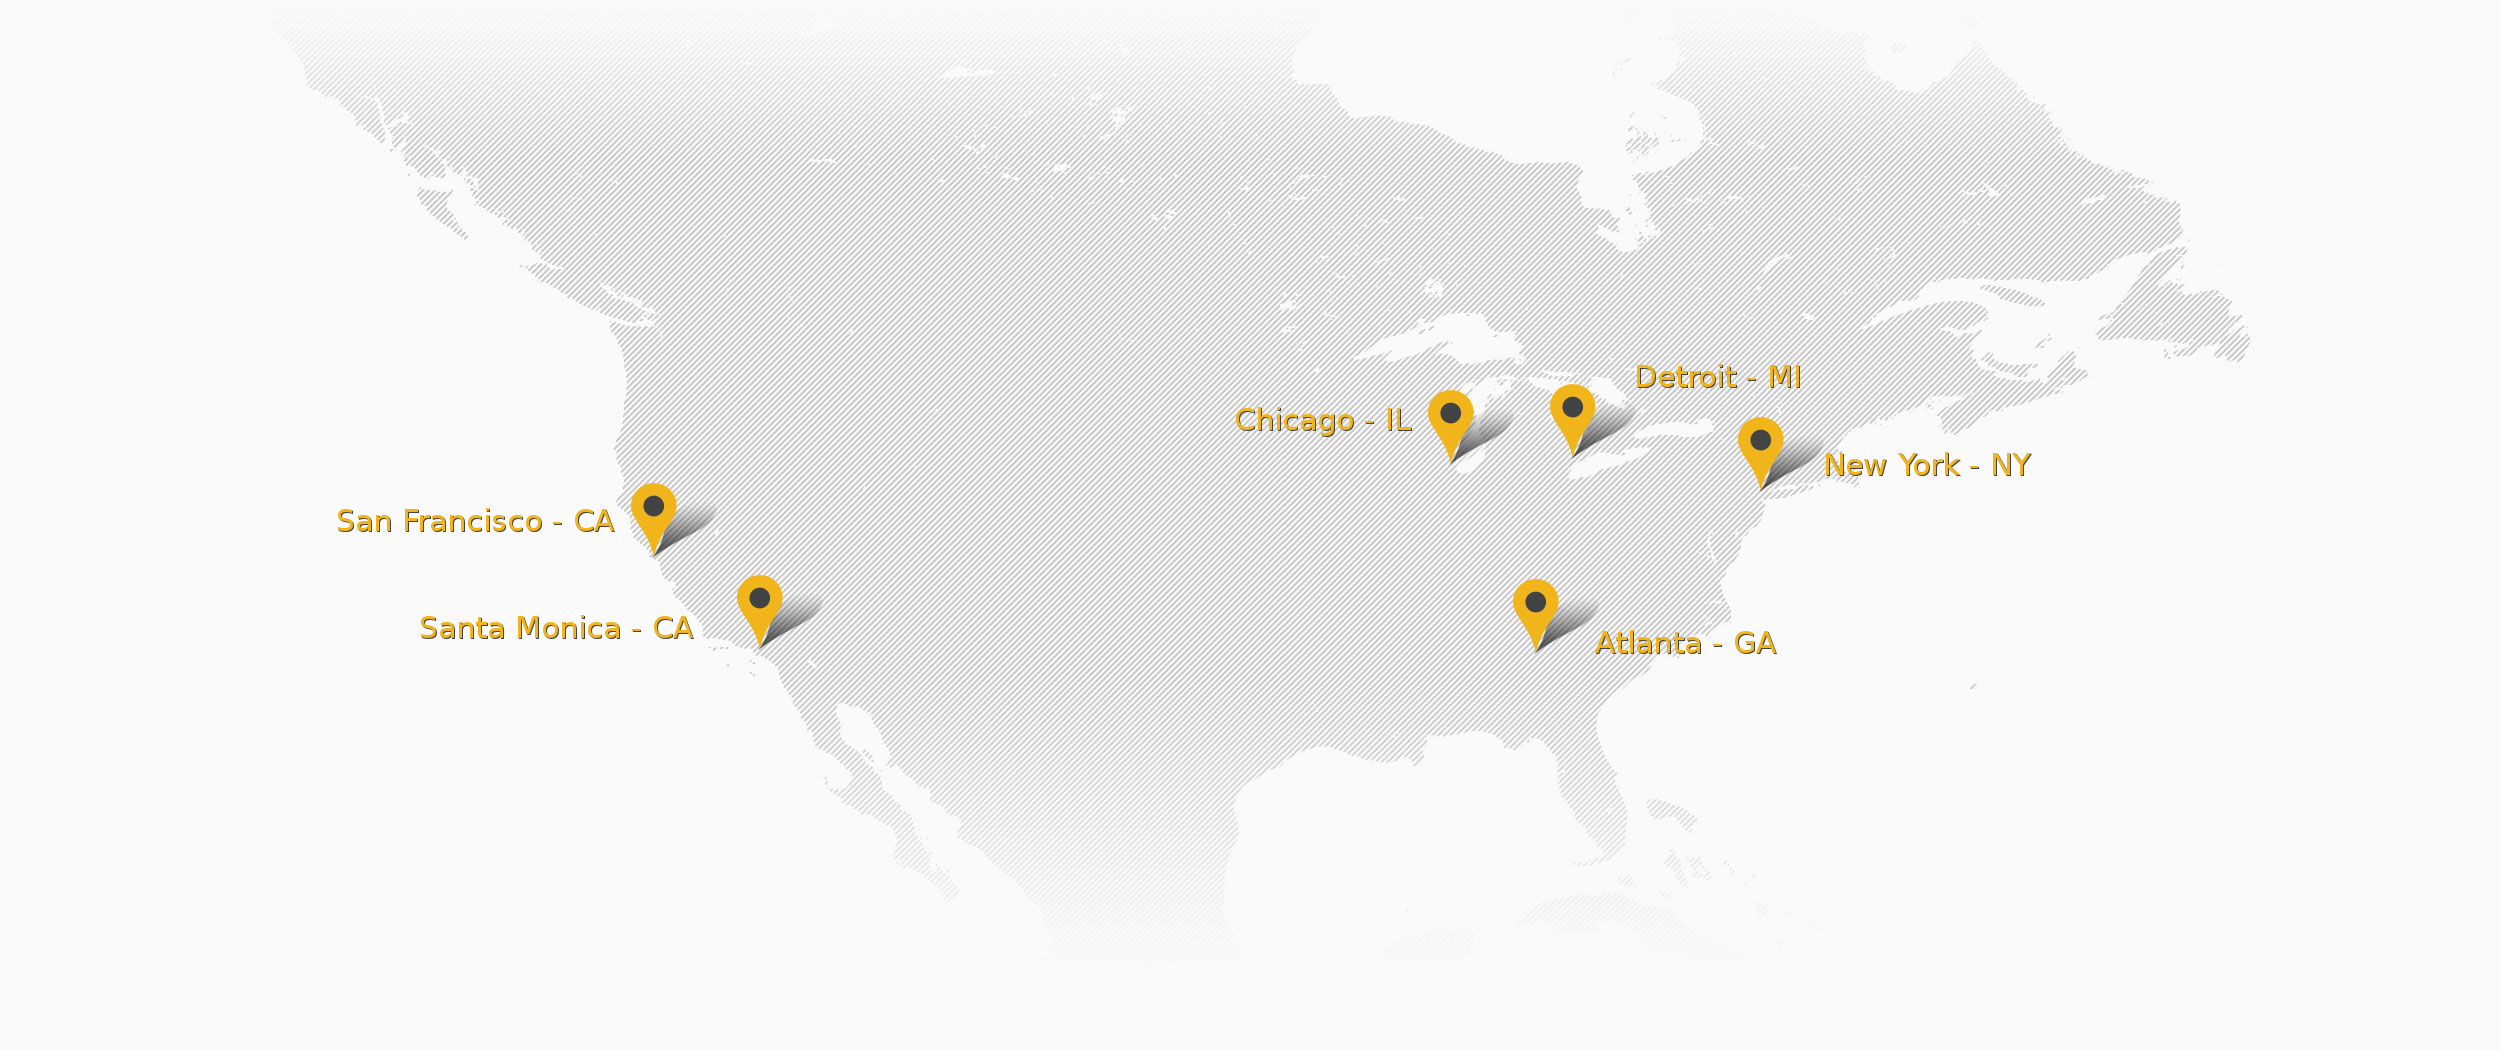 Detroit - MI
Chicago - IL
New York - NY
San Francisco - CA
Santa Monica - CA
Atlanta - GA